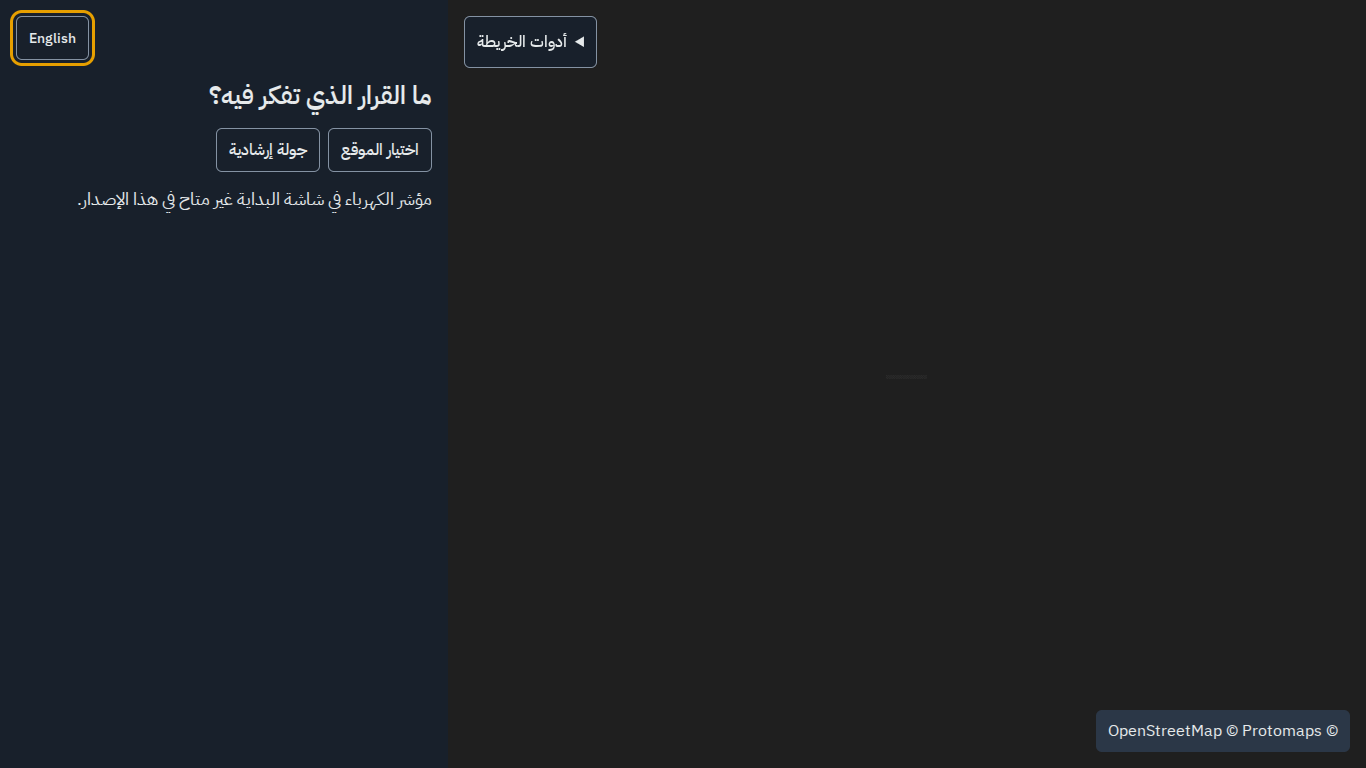 English
ما القرار الذي تفكر فيه؟
اختيار الموقع
جولة إرشادية
مؤشر الكهرباء في شاشة البداية غير متاح في هذا الإصدار.
أدوات الخريطة
OpenStreetMap © Protomaps ©